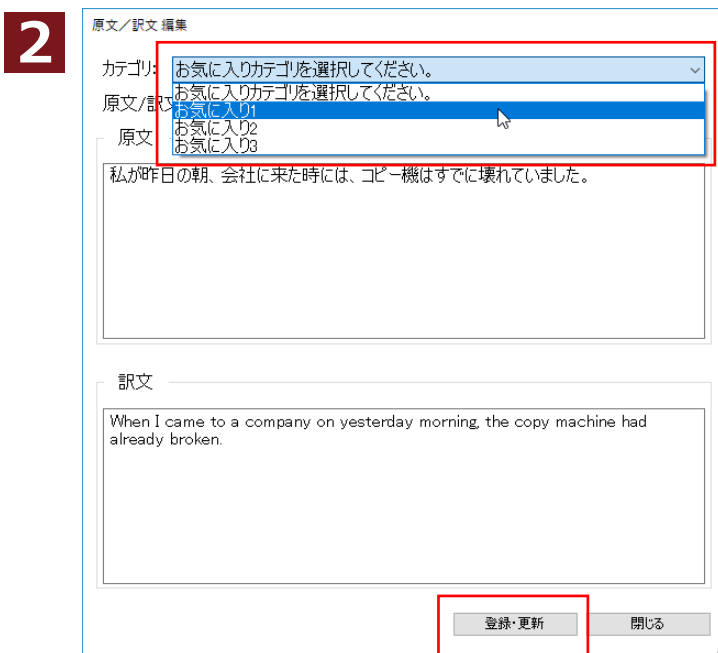 2
原文/訳文 編集
カテゴリ:
お気に入りカテゴリを選択してください。
お気に入りカテゴリを選択してください。
原文/訳
お気に入り1
お気に入り2
お気に入り3
原文
私が昨日の朝、会社に来た時には、コピー機はすでに壊れていました。
訳文
When I came to a company on yesterday morning, the copy machine had
already broken.
登録・更新
閉じる